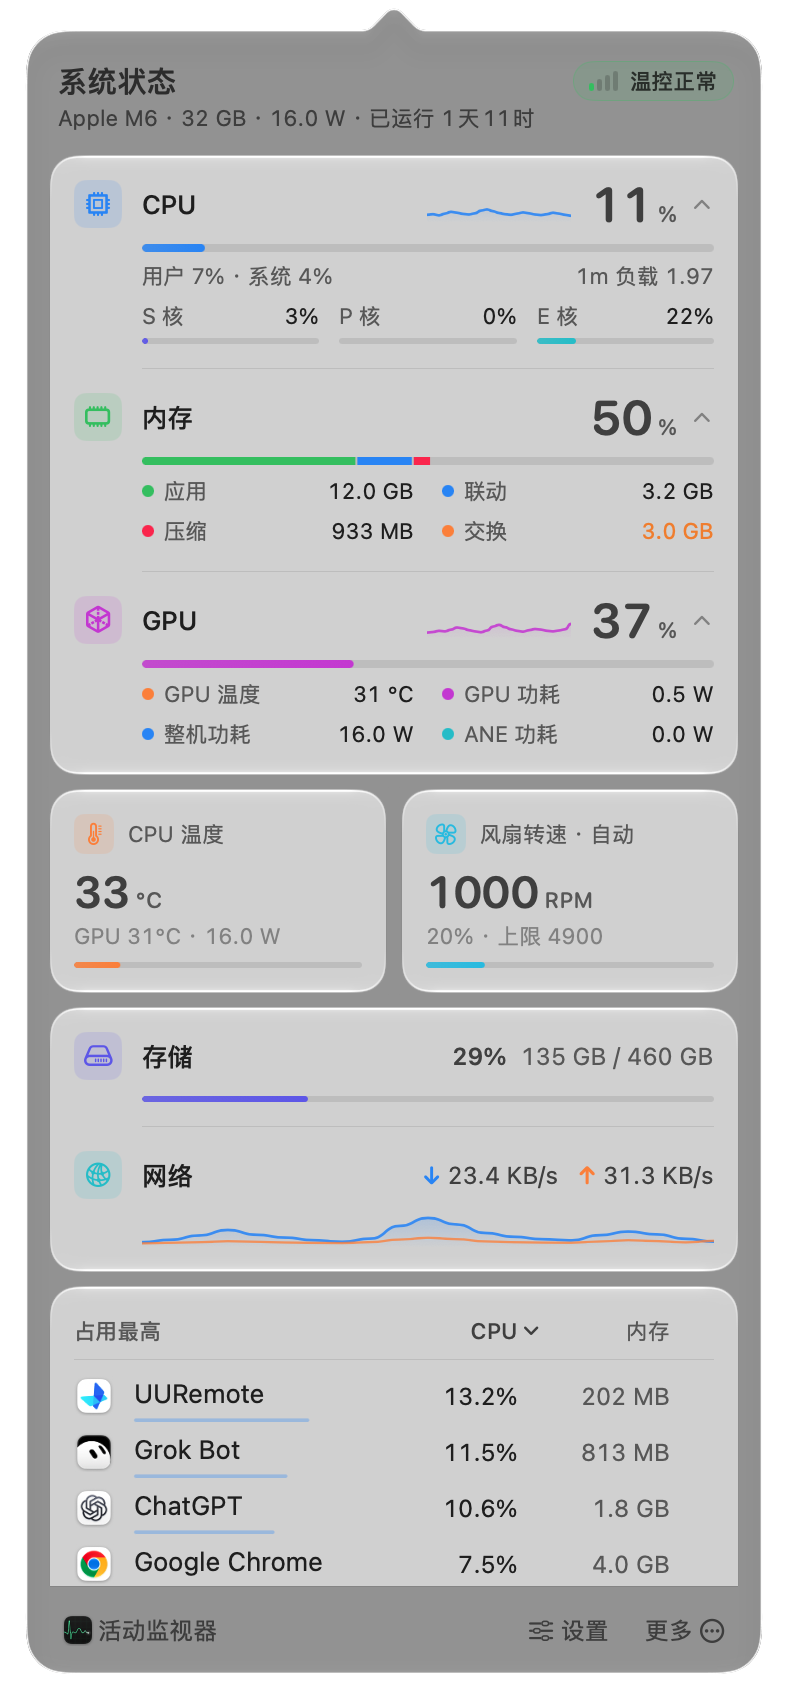 系统状态
温控正常
Apple M6 · 32 GB · 16.0 W · 已运行 1天11时
CPU 11 %
用户 7% · 系统 4% 1m 负载 1.97
S 核 3% P 核 0% E 核 22%
内存 50 %
应用 12.0 GB 联动 3.2 GB
压缩 933 MB 交换 3.0 GB
GPU 37 %
GPU 温度 31 °C GPU 功耗 0.5 W
整机功耗 16.0 W ANE 功耗 0.0 W
CPU 温度
33 °C
GPU 31°C · 16.0 W
风扇转速 · 自动
1000 RPM
20% · 上限 4900
存储 29% 135 GB / 460 GB
网络 ↓ 23.4 KB/s ↑ 31.3 KB/s
占用最高 CPU 内存
UURemote 13.2% 202 MB
Grok Bot 11.5% 813 MB
ChatGPT 10.6% 1.8 GB
Google Chrome 7.5% 4.0 GB
活动监视器 设置 更多